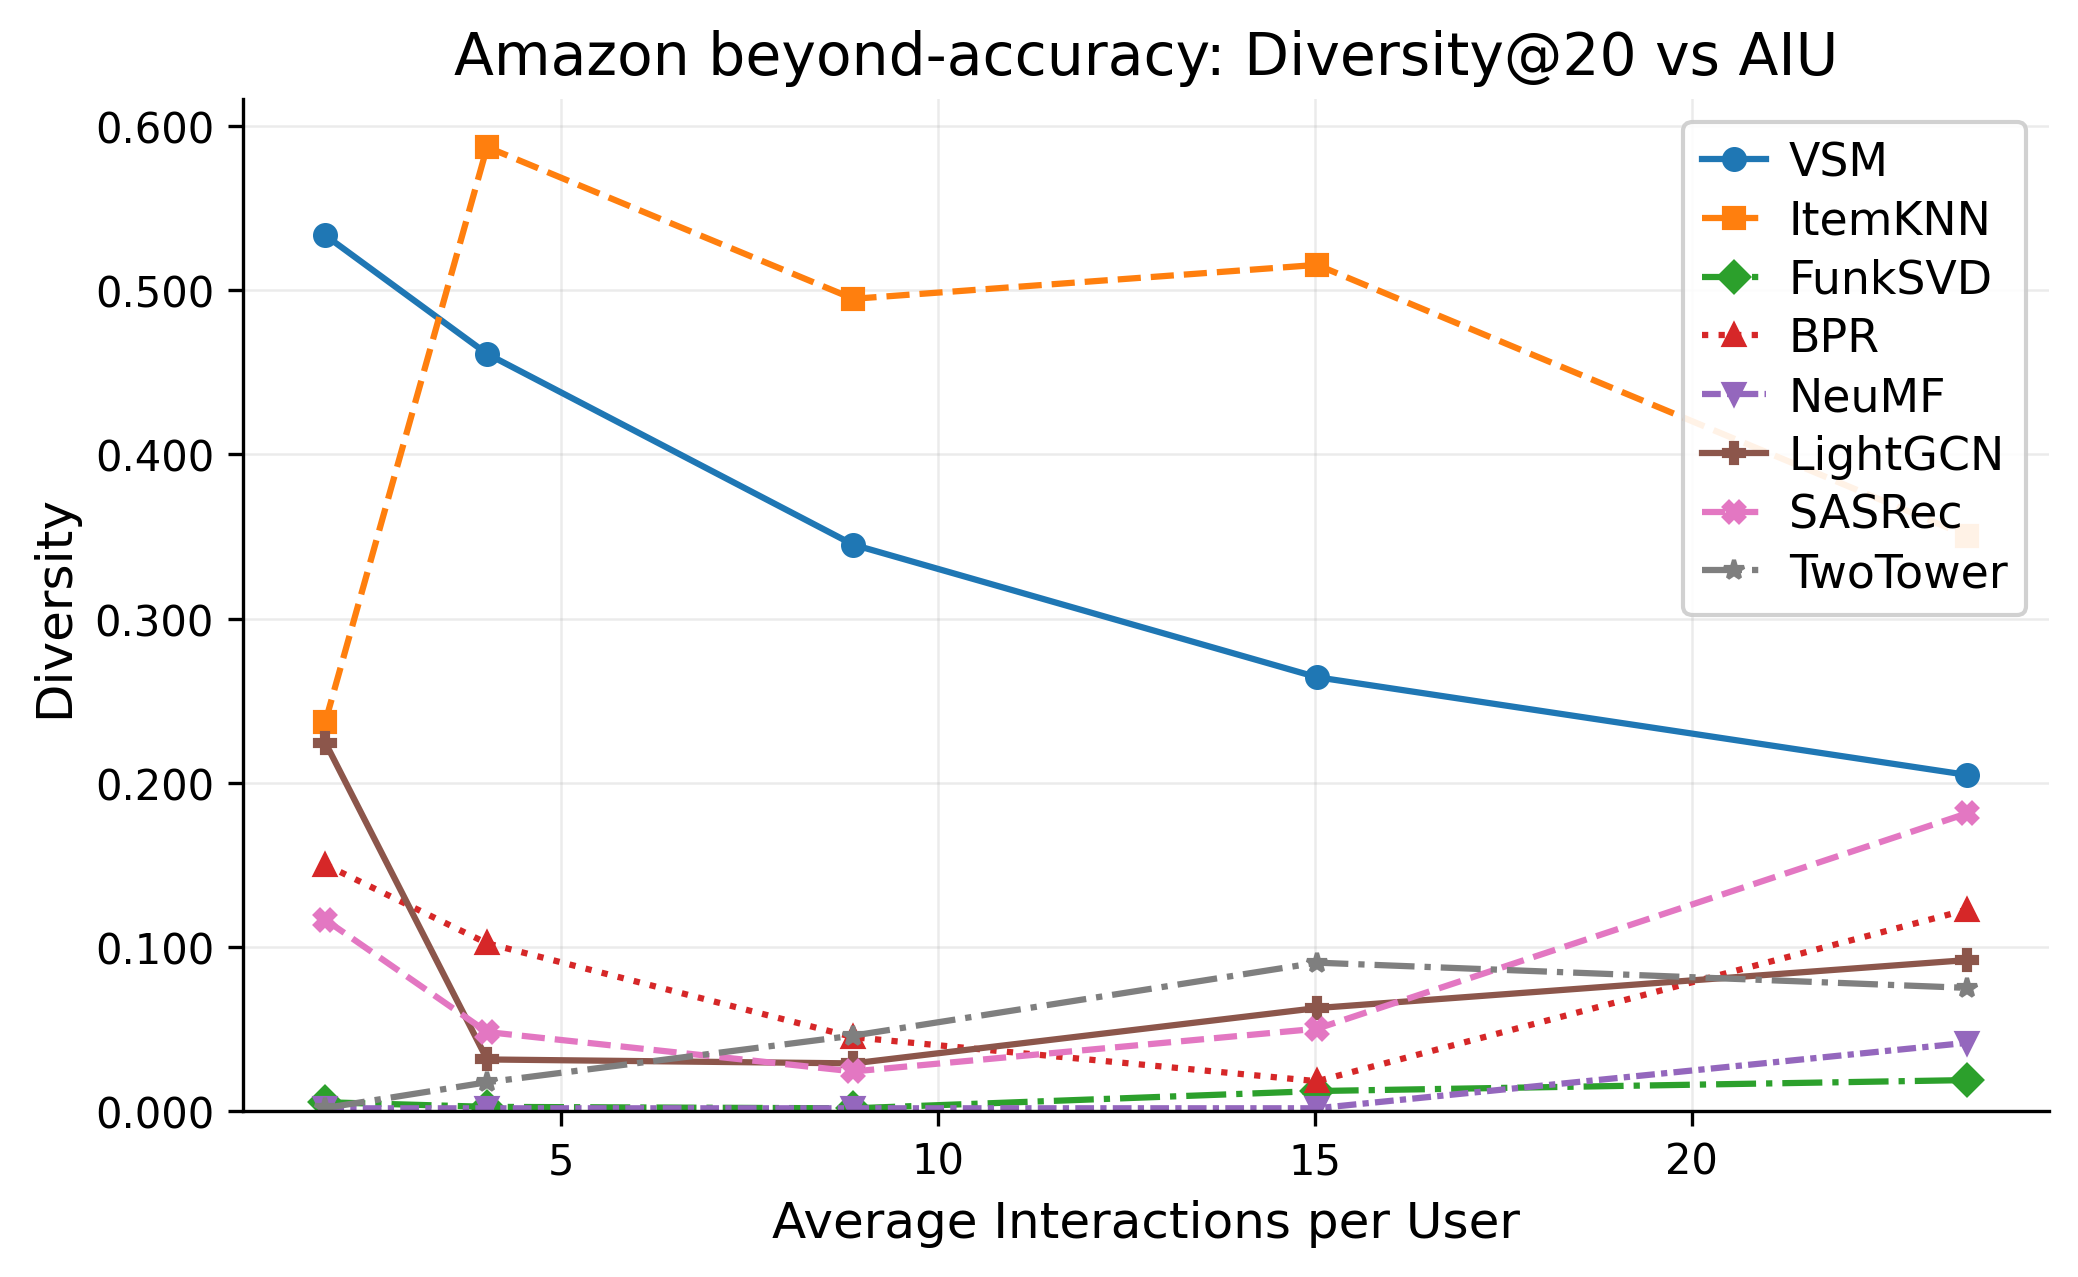 Amazon beyond-accuracy: Diversity@20 vs AIU
0.600
0.500
0.400
0.300
0.200
0.100
0.000
Diversity
5
10
15
20
Average Interactions per User
VSM
ItemKNN
FunkSVD
BPR
NeuMF
LightGCN
SASRec
TwoTower